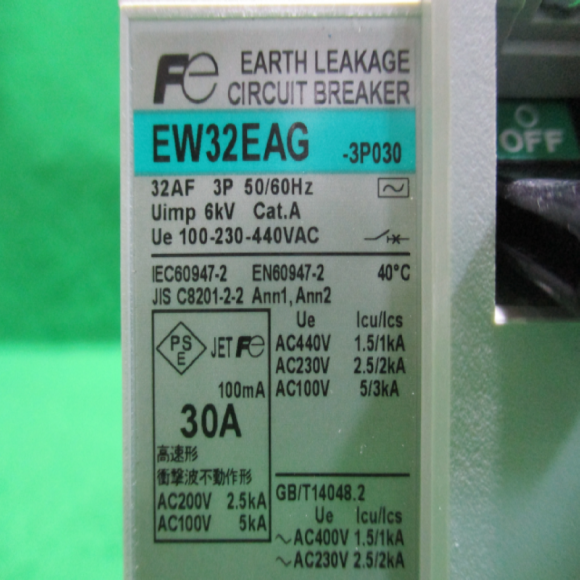 Fe EARTH LEAKAGE
CIRCUIT BREAKER
EW32EAG -3P030
32AF 3P 50/60Hz
Uimp 6kV Cat.A
Ue 100-230-440VAC
IEC60947-2 EN60947-2 40°C
JIS C8201-2-2 Ann1, Ann2
PS
E
JET Fe
100mA
30A
高速形
衝撃波不動作形
AC200V 2.5kA
AC100V 5kA
Ue Icu/Ics
AC440V 1.5/1kA
AC230V 2.5/2kA
AC100V 5/3kA
GB/T14048.2
Ue Icu/Ics
~AC400V 1.5/1kA
~AC230V 2.5/2kA
OFF